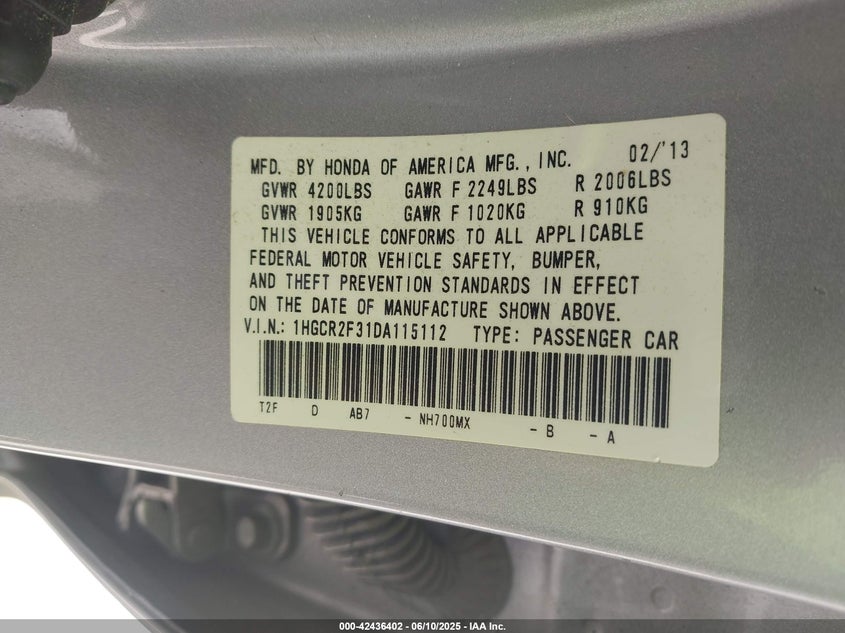 MFD. BY HONDA OF AMERICA MFG., INC. 02/'13
GVWR 4200LBS GAWR F 2249LBS R 2006LBS
GVWR 1905KG GAWR F 1020KG R 910KG
THIS VEHICLE CONFORMS TO ALL APPLICABLE
FEDERAL MOTOR VEHICLE SAFETY, BUMPER,
AND THEFT PREVENTION STANDARDS IN EFFECT
ON THE DATE OF MANUFACTURE SHOWN ABOVE.
V.I.N.: 1HGCR2F31DA115112 TYPE: PASSENGER CAR
T2F D AB7 - NH700MX - B - A
000-42436402 - 06/10/2025 - IAA Inc.